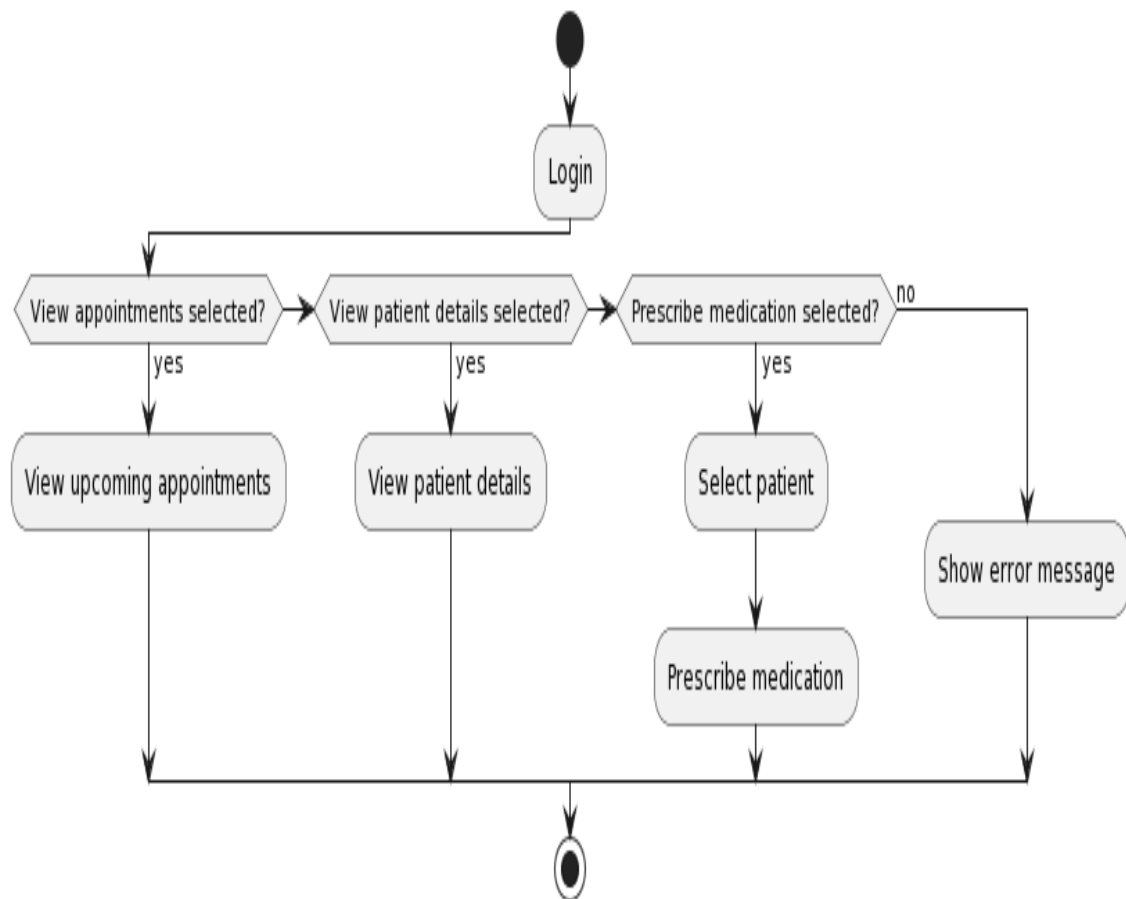 Login
View appointments selected?
View patient details selected?
Prescribe medication selected?
no
yes
yes
yes
View upcoming appointments
View patient details
Select patient
Show error message
Prescribe medication